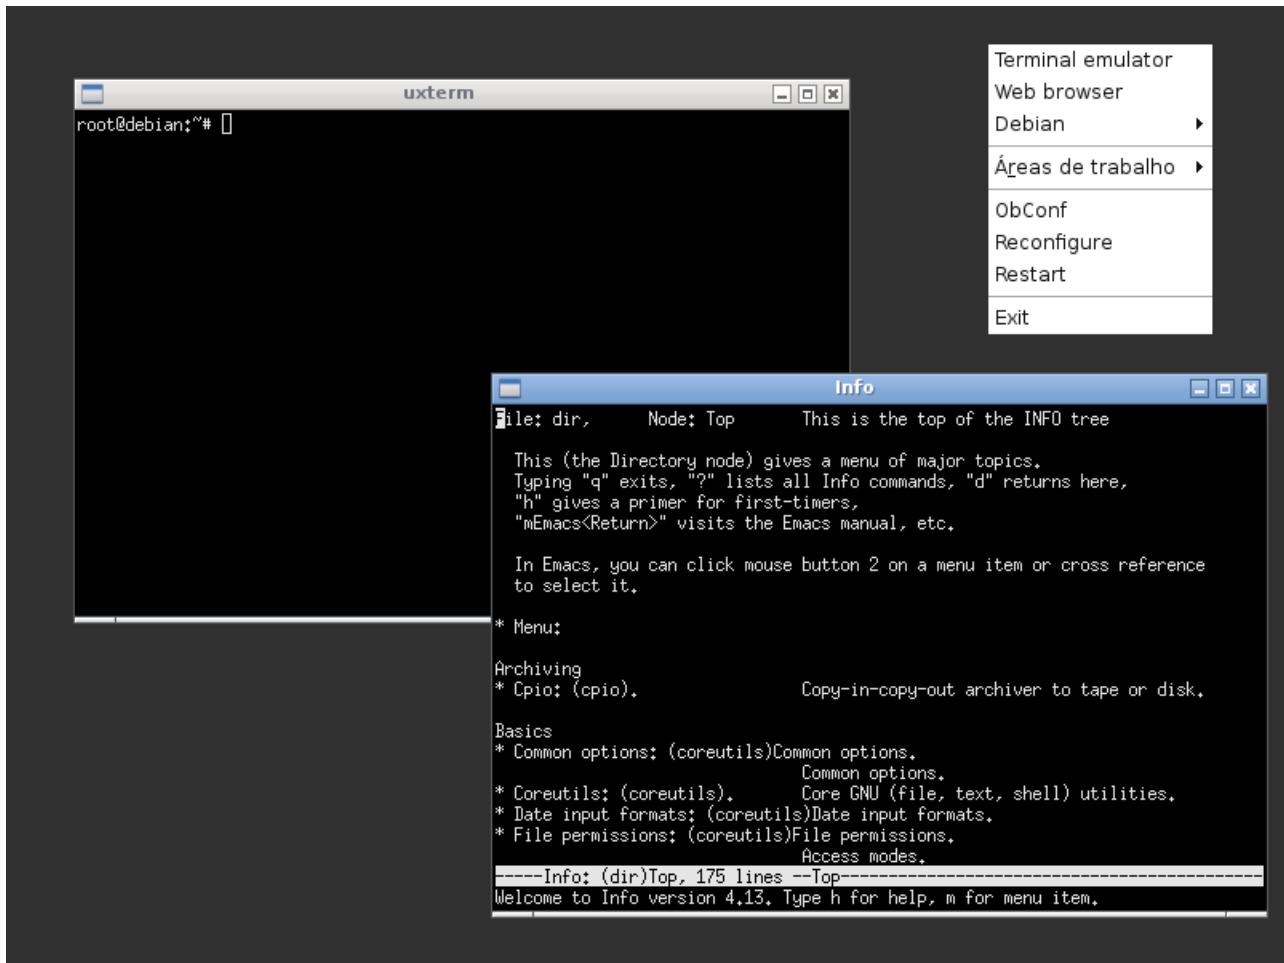 uxterm
root@debian:~#
Terminal emulator
Web browser
Debian
Áreas de trabalho
ObConf
Reconfigure
Restart
Exit
Info
File: dir,      Node: Top       This is the top of the INFO tree
This (the Directory node) gives a menu of major topics.
Typing "q" exits, "?" lists all Info commands, "d" returns here,
"h" gives a primer for first-timers,
"mEmacs<Return>" visits the Emacs manual, etc.
In Emacs, you can click mouse button 2 on a menu item or cross reference
to select it.
* Menu:
Archiving
* Cpio: (cpio).                 Copy-in-copy-out archiver to tape or disk.
Basics
* Common options: (coreutils)Common options.
Common options.
* Coreutils: (coreutils).       Core GNU (file, text, shell) utilities.
* Date input formats: (coreutils)Date input formats.
* File permissions: (coreutils)File permissions.
Access modes.
-----Info: (dir)Top, 175 lines --Top--------------------------------------------
Welcome to Info version 4.13. Type h for help, m for menu item.